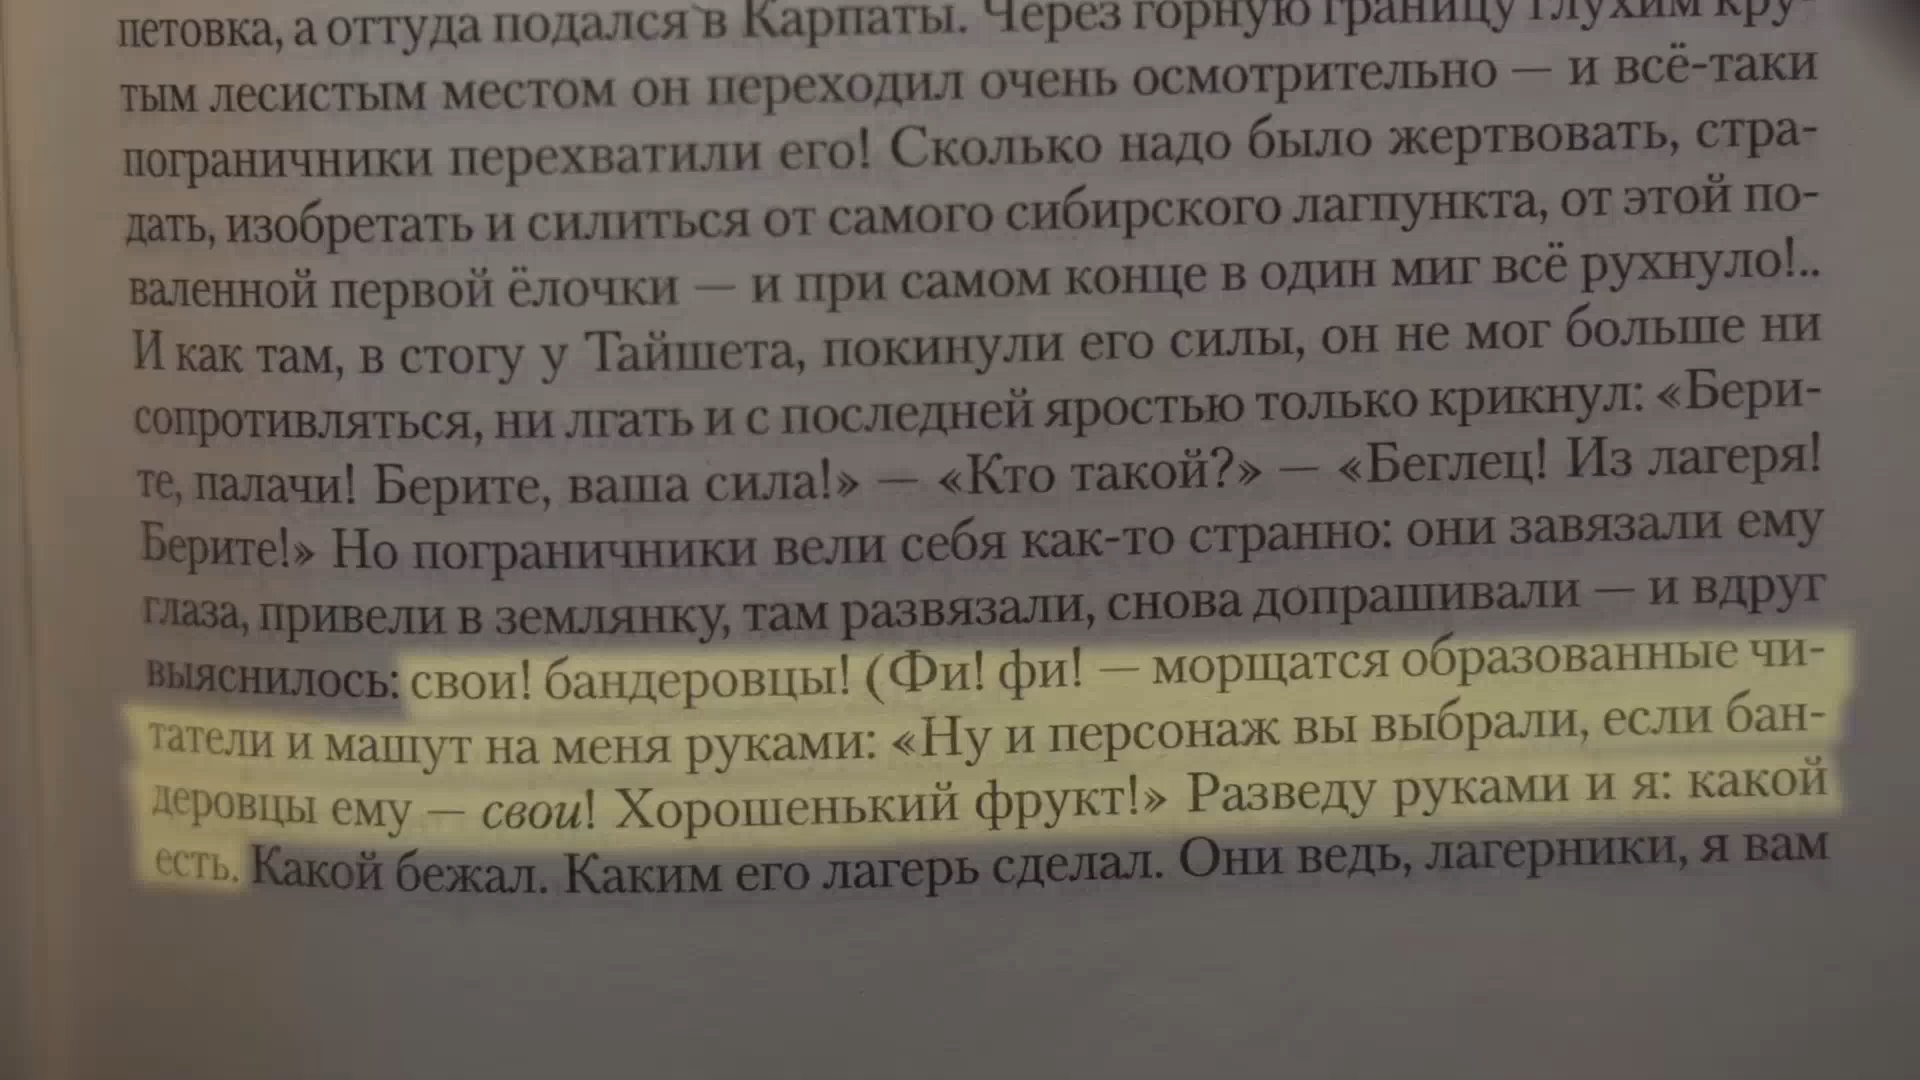 петовка, а оттуда подался в Карпаты. Через горную границу глухим кру-
тым лесистым местом он переходил очень осмотрительно — и всё-таки
пограничники перехватили его! Сколько надо было жертвовать, стра-
дать, изобретать и силиться от самого сибирского лагпункта, от этой по-
валенной первой ёлочки — и при самом конце в один миг всё рухнуло!..
И как там, в стогу у Тайшета, покинули его силы, он не мог больше ни
сопротивляться, ни лгать и с последней яростью только крикнул: «Бери-
те, палачи! Берите, ваша сила!» — «Кто такой?» — «Беглец! Из лагеря!
Берите!» Но пограничники вели себя как-то странно: они завязали ему
глаза, привели в землянку, там развязали, снова допрашивали — и вдруг
выяснилось: свои! бандеровцы! (Фи! фи! — морщатся образованные чи-
татели и машут на меня руками: «Ну и персонаж вы выбрали, если бан-
деровцы ему — свои! Хорошенький фрукт!» Разведу руками и я: какой
есть. Какой бежал. Каким его лагерь сделал. Они ведь, лагерники, я вам